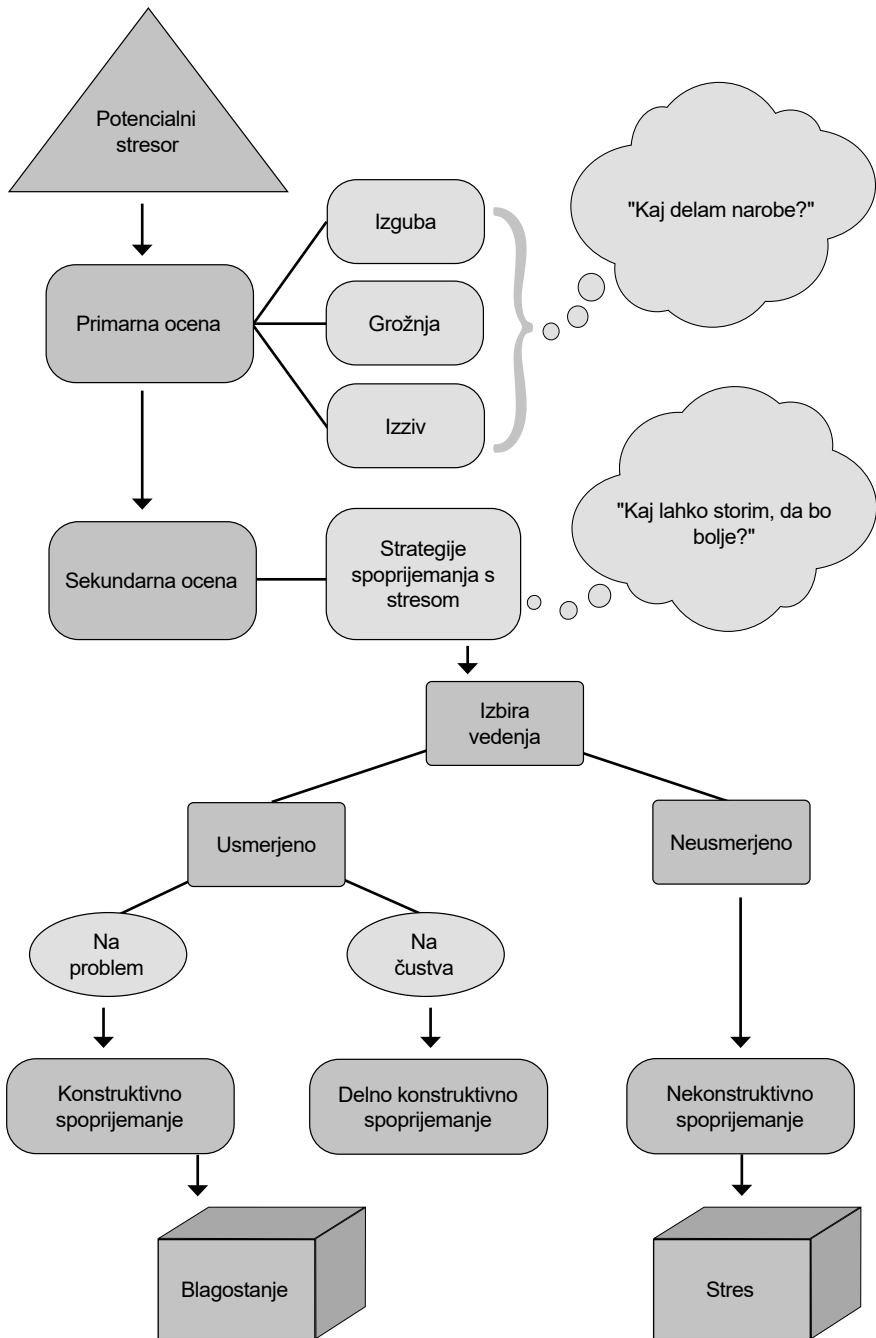 Potencialni
stresor
Izguba
"Kaj delam narobe?"
Primarna ocena
Grožnja
Izziv
"Kaj lahko storim, da bo
bolje?"
Sekundarna ocena
Strategije
spoprijemanja s
stresom
Izbira
vedenja
Usmerjeno
Neusmerjeno
Na
problem
Na
čustva
Konstruktivno
spoprijemanje
Delno konstruktivno
spoprijemanje
Nekonstruktivno
spoprijemanje
Blagostanje
Stres